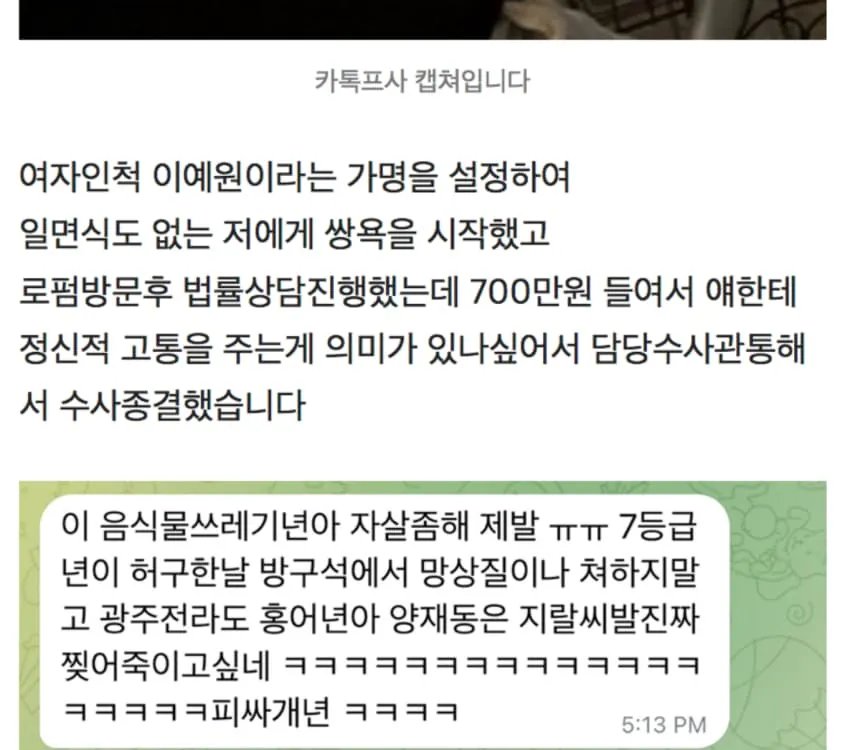 카톡프사 캡쳐입니다
여자인척 이예원이라는 가명을 설정하여
일면식도 없는 저에게 쌍욕을 시작했고
로펌방문후 법률상담진행했는데 700만원 들여서 얘한테
정신적 고통을 주는게 의미가 있나싶어서 담당수사관통해
서 수사종결했습니다
이 음식물쓰레기년아 자살좀해 제발 ㅠㅠ 7등급
년이 허구한날 방구석에서 망상질이나 쳐하지말
고 광주전라도 홍어년아 양재동은 지랄씨발진짜
찢어죽이고싶네 ㅋㅋㅋㅋㅋㅋㅋㅋㅋㅋㅋㅋㅋㅋ
ㅋㅋㅋㅋㅋ피싸개년 ㅋㅋㅋㅋ
5:13 PM